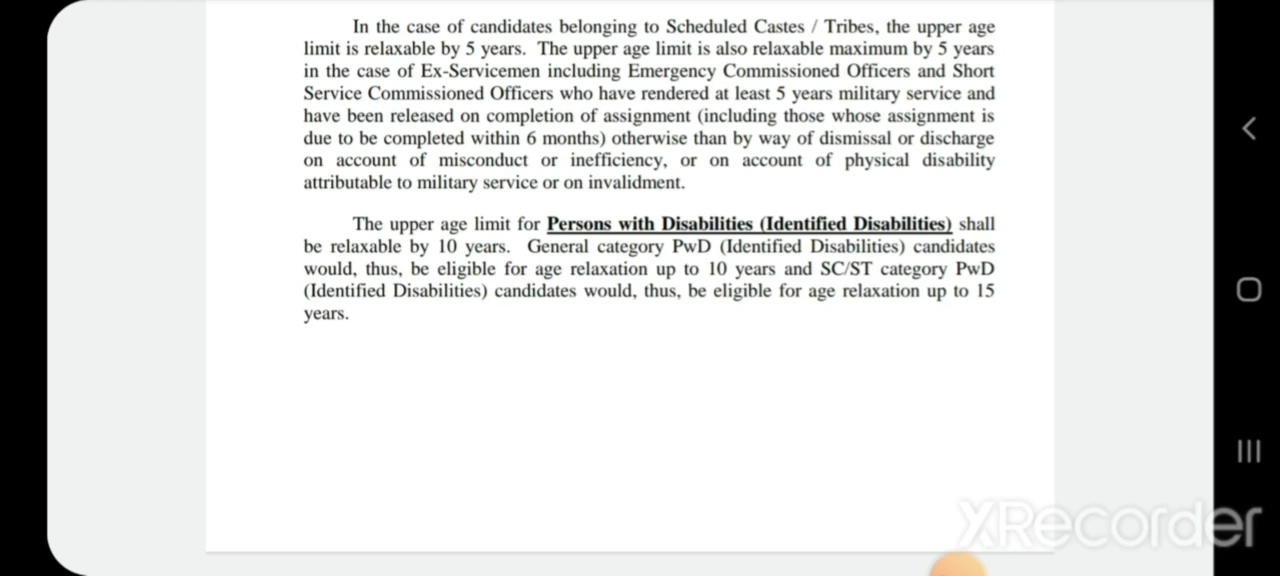 In the case of candidates belonging to Scheduled Castes / Tribes, the upper age
limit is relaxable by 5 years. The upper age limit is also relaxable maximum by 5 years
in the case of Ex-Servicemen including Emergency Commissioned Officers and Short
Service Commissioned Officers who have rendered at least 5 years military service and
have been released on completion of assignment (including those whose assignment is
due to be completed within 6 months) otherwise than by way of dismissal or discharge
on account of misconduct or inefficiency, or on account of physical disability
attributable to military service or on invalidment.
The upper age limit for Persons with Disabilities (Identified Disabilities) shall
be relaxable by 10 years. General category PwD (Identified Disabilities) candidates
would, thus, be eligible for age relaxation up to 10 years and SC/ST category PwD
(Identified Disabilities) candidates would, thus, be eligible for age relaxation up to 15
years.
XRecorder